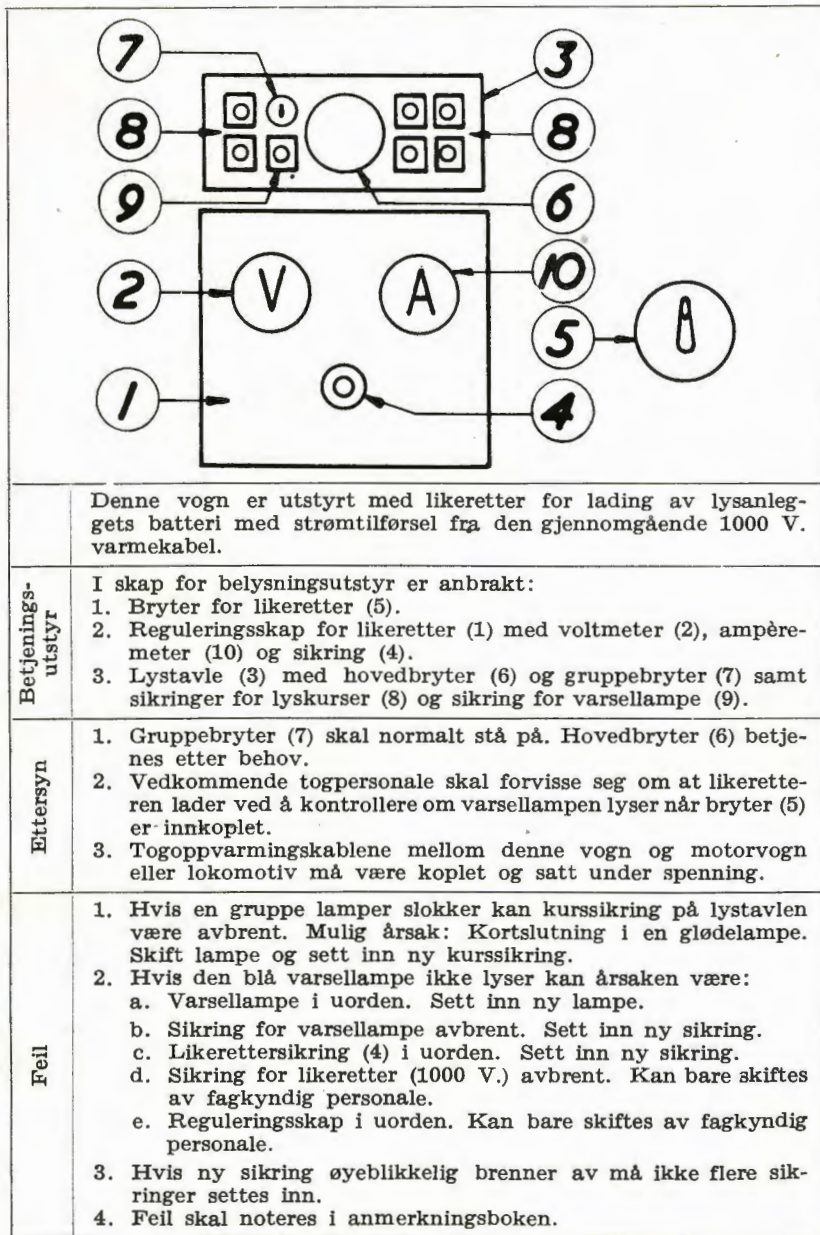 7
3
8
8
9
6
2
V
A
10
5
1
4
Denne vogn er utstyrt med likeretter for lading av lysanleg-
gets batteri med strømtilførsel fra den gjennomgående 1000 V.
varmekabel.
Betjenings-
utstyr
I skap for belysningsutstyr er anbrakt:
1. Bryter for likeretter (5).
2. Reguleringsskap for likeretter (1) med voltmeter (2), ampère-
meter (10) og sikring (4).
3. Lystavle (3) med hovedbryter (6) og gruppebryter (7) samt
sikringer for lyskurser (8) og sikring for varsellampe (9).
Ettersyn
1. Gruppebryter (7) skal normalt stå på. Hovedbryter (6) betje-
nes etter behov.
2. Vedkommende togpersonale skal forvisse seg om at likerette-
ren lader ved å kontrollere om varsellampen lyser når bryter (5)
er innkoplet.
3. Togoppvarmingskablene mellom denne vogn og motorvogn
eller lokomotiv må være koplet og satt under spenning.
Feil
1. Hvis en gruppe lamper slokker kan kurssikring på lystavlen
være avbrent. Mulig årsak: Kortslutning i en glødelampe.
Skift lampe og sett inn ny kurssikring.
2. Hvis den blå varsellampe ikke lyser kan årsaken være:
a. Varsellampe i uorden. Sett inn ny lampe.
b. Sikring for varsellampe avbrent. Sett inn ny sikring.
c. Likerettersikring (4) i uorden. Sett inn ny sikring.
d. Sikring for likeretter (1000 V.) avbrent. Kan bare skiftes
av fagkyndig personale.
e. Reguleringsskap i uorden. Kan bare skiftes av fagkyndig
personale.
3. Hvis ny sikring øyeblikkelig brenner av må ikke flere sik-
ringer settes inn.
4. Feil skal noteres i anmerkningsboken.